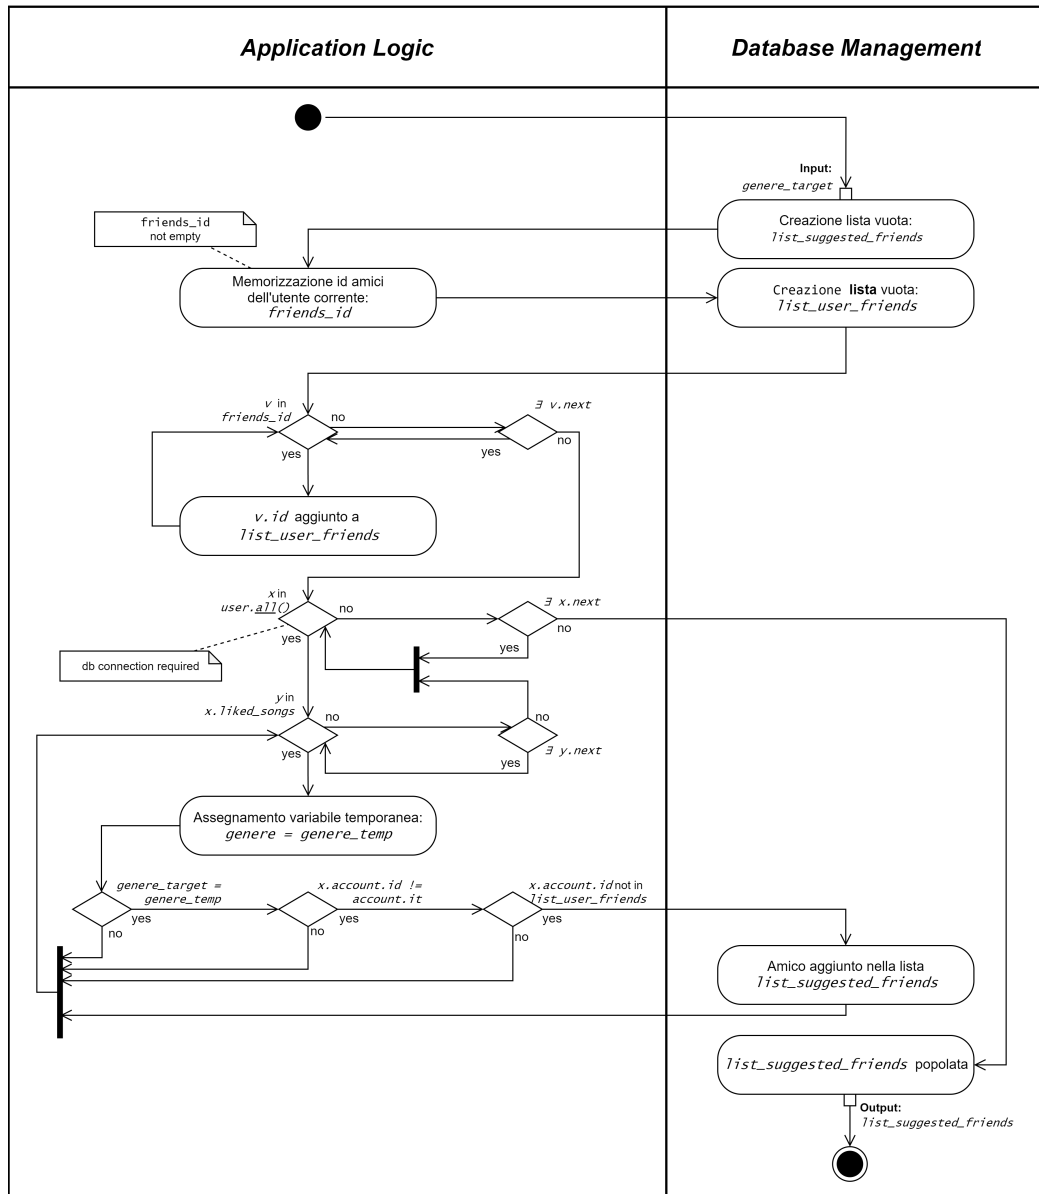 Application Logic
Database Management
Input:
genere_target
Creazione lista vuota:
list_suggested_friends
friends_id
not empty
Memorizzazione id amici
dell'utente corrente:
friends_id
Creazione lista vuota:
list_user_friends
v in
friends_id
no
∃ v.next
no
yes
yes
v.id aggiunto a
list_user_friends
x in
user.all()
no
∃ x.next
no
yes
yes
db connection required
y in
x.liked_songs
no
no
∃ y.next
yes
yes
Assegnamento variabile temporanea:
genere = genere_temp
genere_target =
genere_temp
yes
no
x.account.id !=
account.it
yes
no
x.account.id not in
list_user_friends
yes
no
Amico aggiunto nella lista
list_suggested_friends
list_suggested_friends popolata
Output:
list_suggested_friends